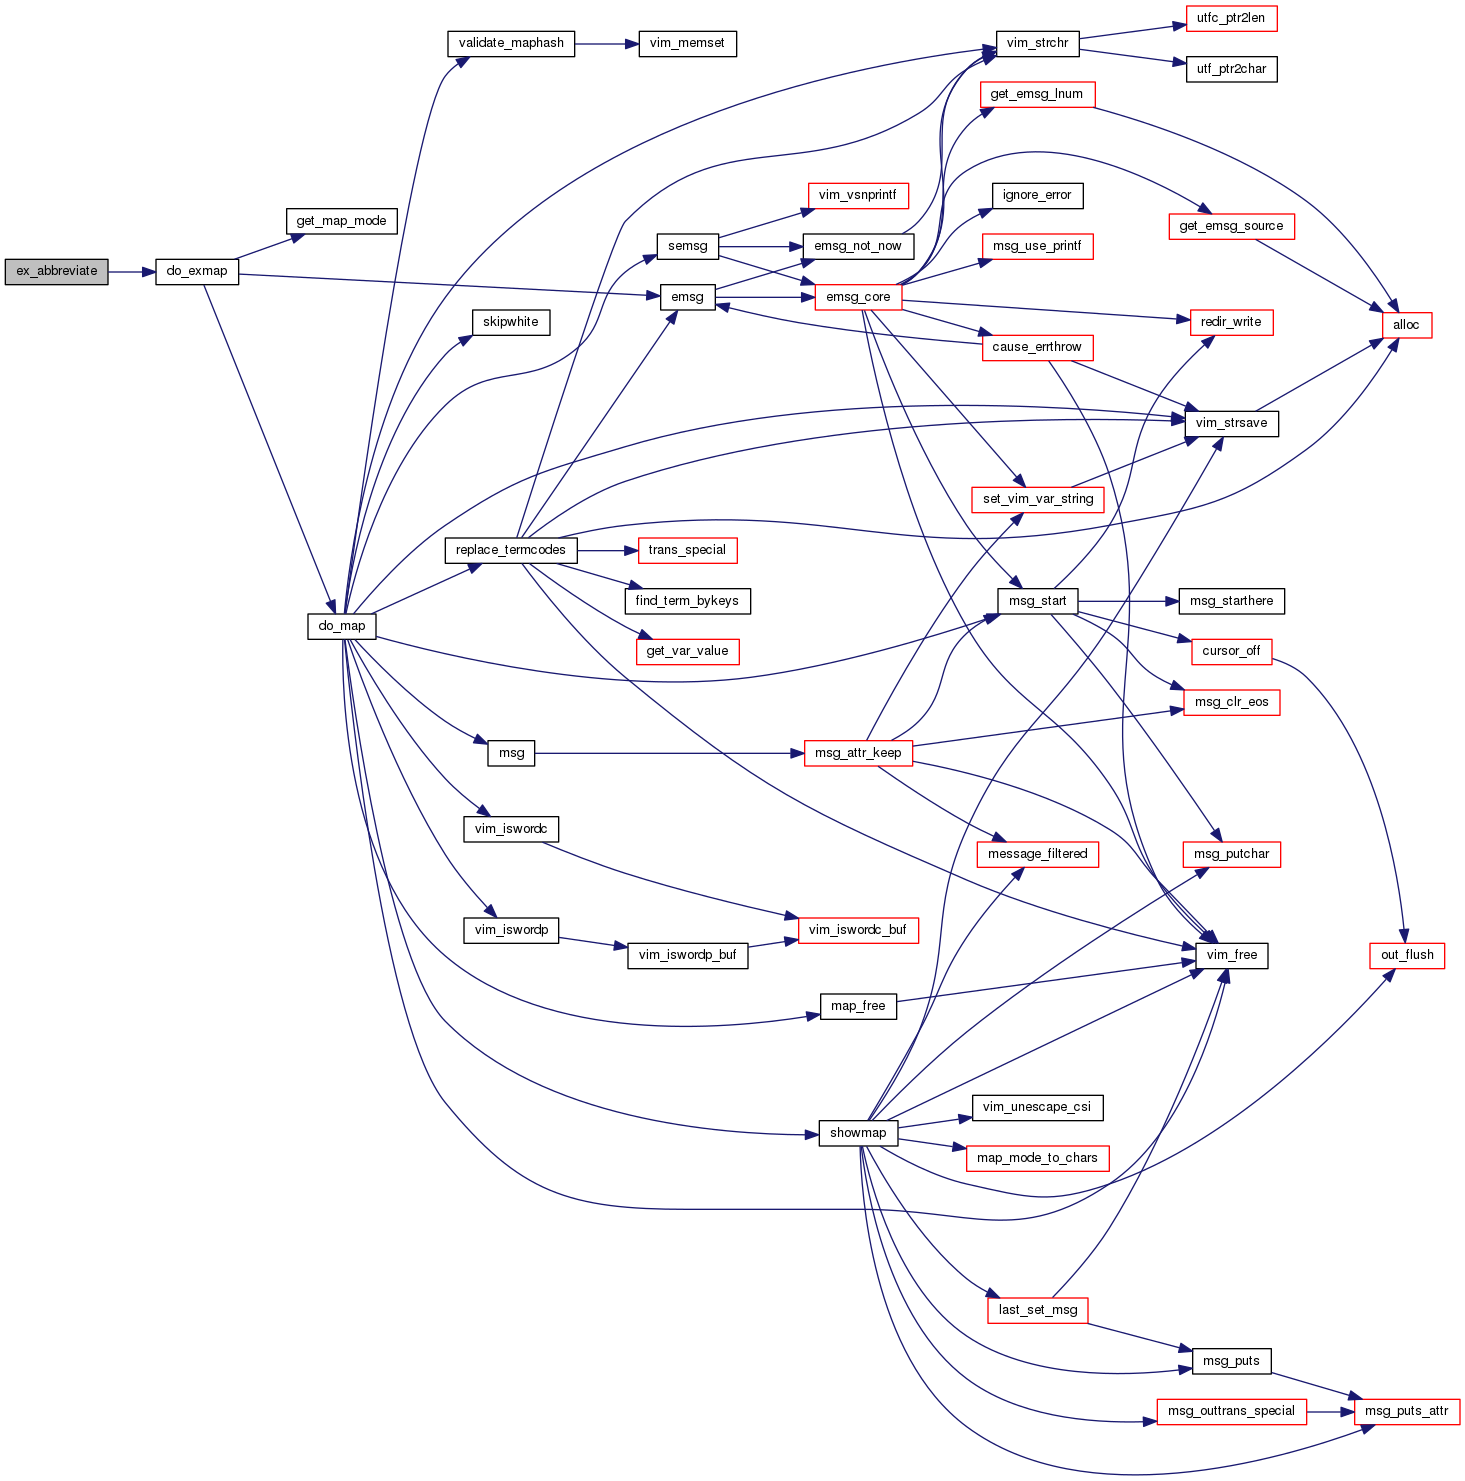 utfc_ptr2len
validate_maphash
vim_memset
vim_strchr
utf_ptr2char
get_emsg_lnum
vim_vsnprintf
ignore_error
get_map_mode
get_emsg_source
semsg
emsg_not_now
msg_use_printf
ex_abbreviate
do_exmap
emsg
emsg_core
skipwhite
redir_write
alloc
cause_errthrow
vim_strsave
set_vim_var_string
replace_termcodes
trans_special
find_term_bykeys
msg_start
msg_starthere
do_map
get_var_value
cursor_off
msg_clr_eos
msg
msg_attr_keep
vim_iswordc
message_filtered
msg_putchar
vim_iswordp
vim_iswordc_buf
vim_iswordp_buf
vim_free
out_flush
map_free
vim_unescape_csi
showmap
map_mode_to_chars
last_set_msg
msg_puts
msg_outtrans_special
msg_puts_attr